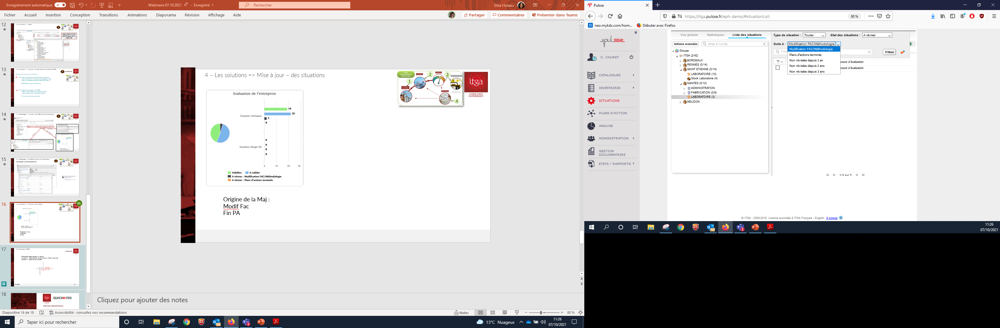 Enregistrement automatique
Webinaire 07.10.2021 - Enregistré
Rechercher
Elise Huteau
Fichier Accueil Insertion Conception Transitions Animations Diaporama Révision Affichage Aide
Partager Commentaires Présenter dans Teams
12
13
14
15
16
BS
17
18
QUICK FDS
4 – Les solutions => Mise à jour – des situations
1
2
3
4
itga
HYGIÈNE SANTÉ
ENVIRONNEMENT
Evaluation de l'entreprise
Situations chimiques
19
22
2
0
Situations Danger DU
0
0
0
0
0 10 20 30
Validées A valider
A réviser : Modification FAC/Méthodologie
A réviser : Plans d'actions terminés
Origine de la Maj :
Modif Fac
Fin PA
Cliquez pour ajouter des notes
Diapositive 16 de 18 Accessibilité : consultez nos recommandations
Notes
80 %
Taper ici pour rechercher
13°C Nuageux
11:26
07/10/2021
Pulsse
https://itga.pulsse.fr/eph-demo/#situationList:
80 %
neo.mykds.com/hom... Débuter avec Firefox
pulsse
3
C. CHURET
CATALOGUES
INVENTAIRES
SITUATIONS
PLANS D'ACTION
ANALYSE
ADMINISTRATION
GESTION
DOCUMENTAIRE
ETATS / RAPPORTS
Vue globale Statistiques Liste des situations
Actions avancées Aller à l'unité
Groupe
ITGA (2/42)
BORDEAUX
RENNES (0/14)
SAINT ETIENNE (0/14)
LABORATOIRE (10)
Stock Laboratoire (4)
NANTES (0/12)
ADMINISTRATION
FABRICATION (0/9)
LABORATOIRE (3)
MEUDON
Type de situation : Toutes Etat des situations : A réviser
Suite à : Modification FAC/Méthodologie
Modification FAC/Méthodologie
Plans d'actions terminés
Non révisées depuis 1 an
Non révisées depuis 2 ans
Non révisées depuis 3 ans
Filtrer
cours d'évaluation
cours d'évaluation
1-3 sur 3
© ITGA - 2008-2016. Licence accordée à ITGA Français - English. A propos
11:26
07/10/2021